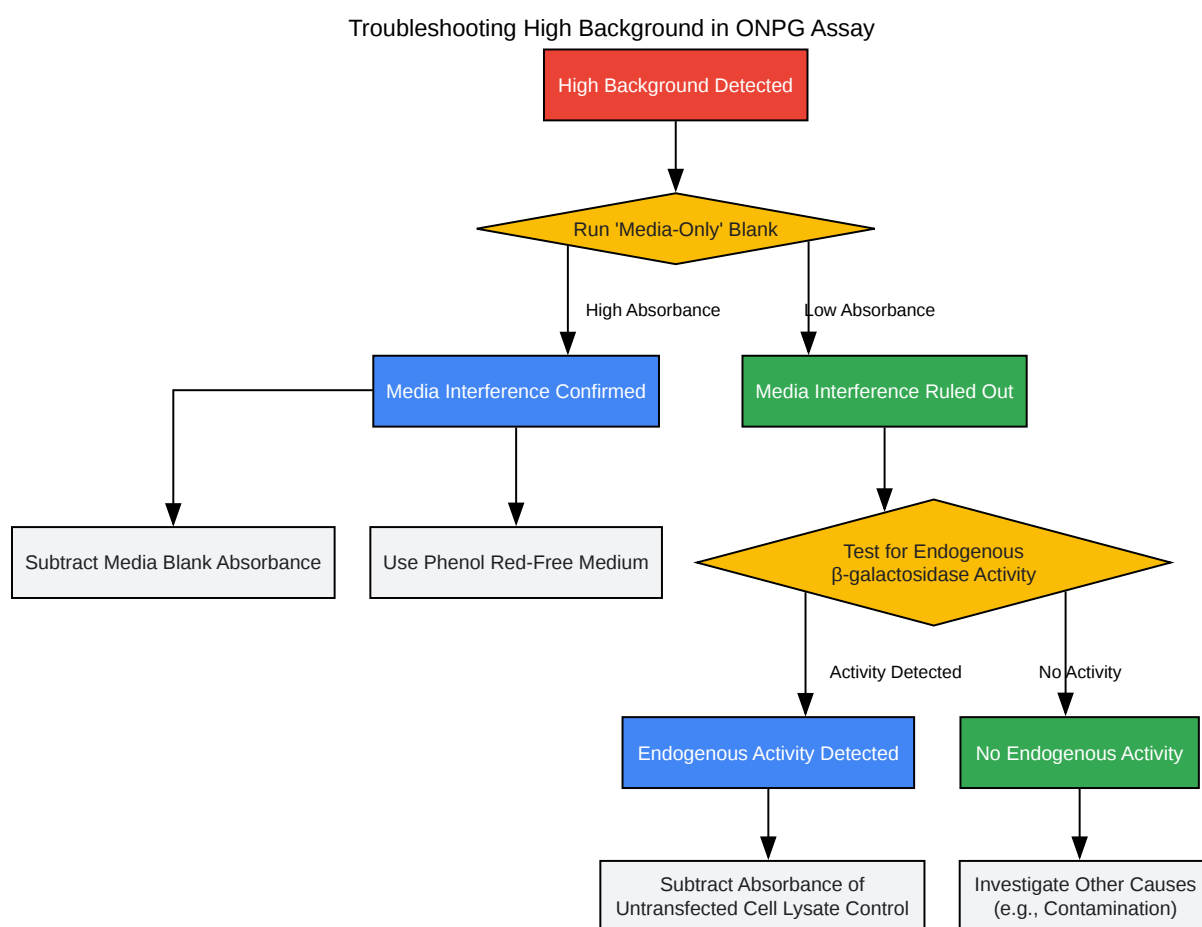 Troubleshooting High Background in ONPG Assay
High Background Detected
Run 'Media-Only' Blank
High Absorbance
Low Absorbance
Media Interference Confirmed
Media Interference Ruled Out
Subtract Media Blank Absorbance
Use Phenol Red-Free Medium
Test for Endogenous
β-galactosidase Activity
Activity Detected
No Activity
Endogenous Activity Detected
No Endogenous Activity
Subtract Absorbance of
Untransfected Cell Lysate Control
Investigate Other Causes
(e.g., Contamination)